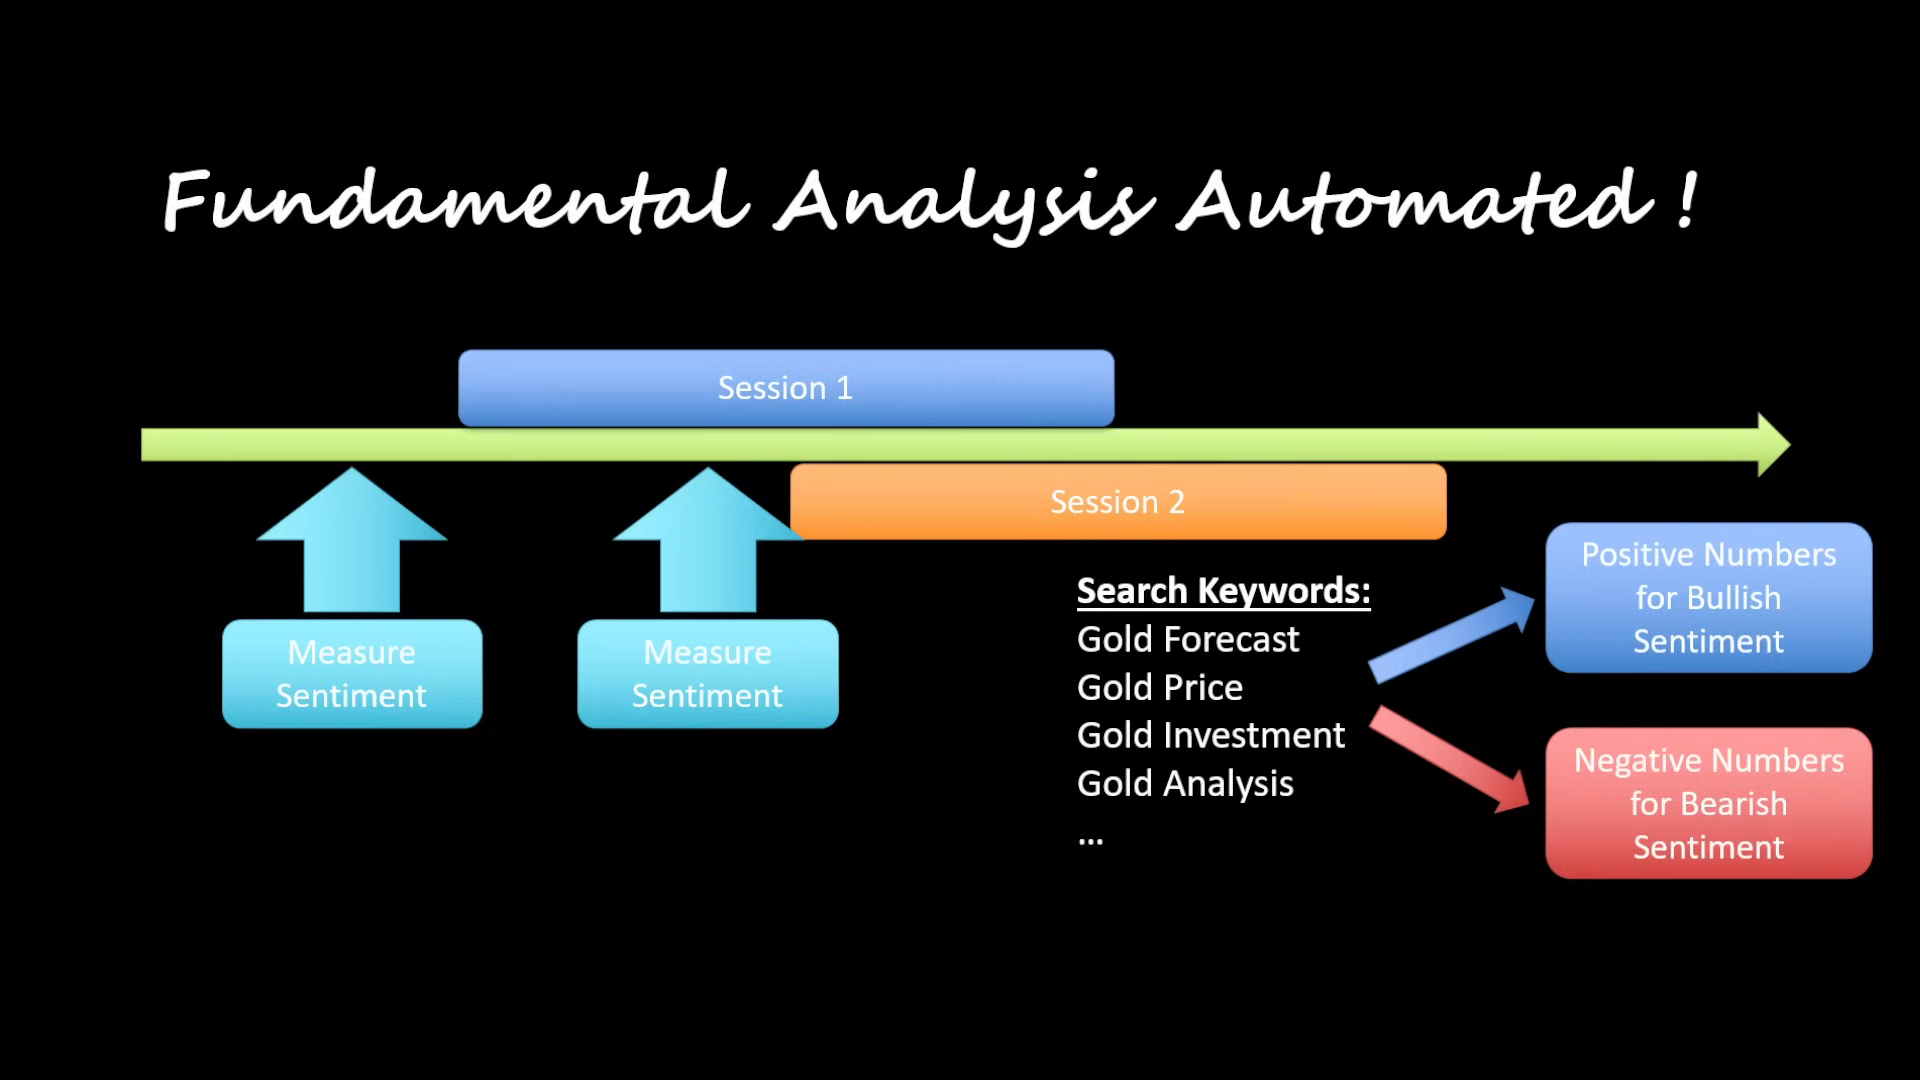 Fundamental Analysis Automated !
Session 1
Session 2
Measure
Sentiment
Measure
Sentiment
Search Keywords:
Gold Forecast
Gold Price
Gold Investment
Gold Analysis
...
Positive Numbers
for Bullish
Sentiment
Negative Numbers
for Bearish
Sentiment